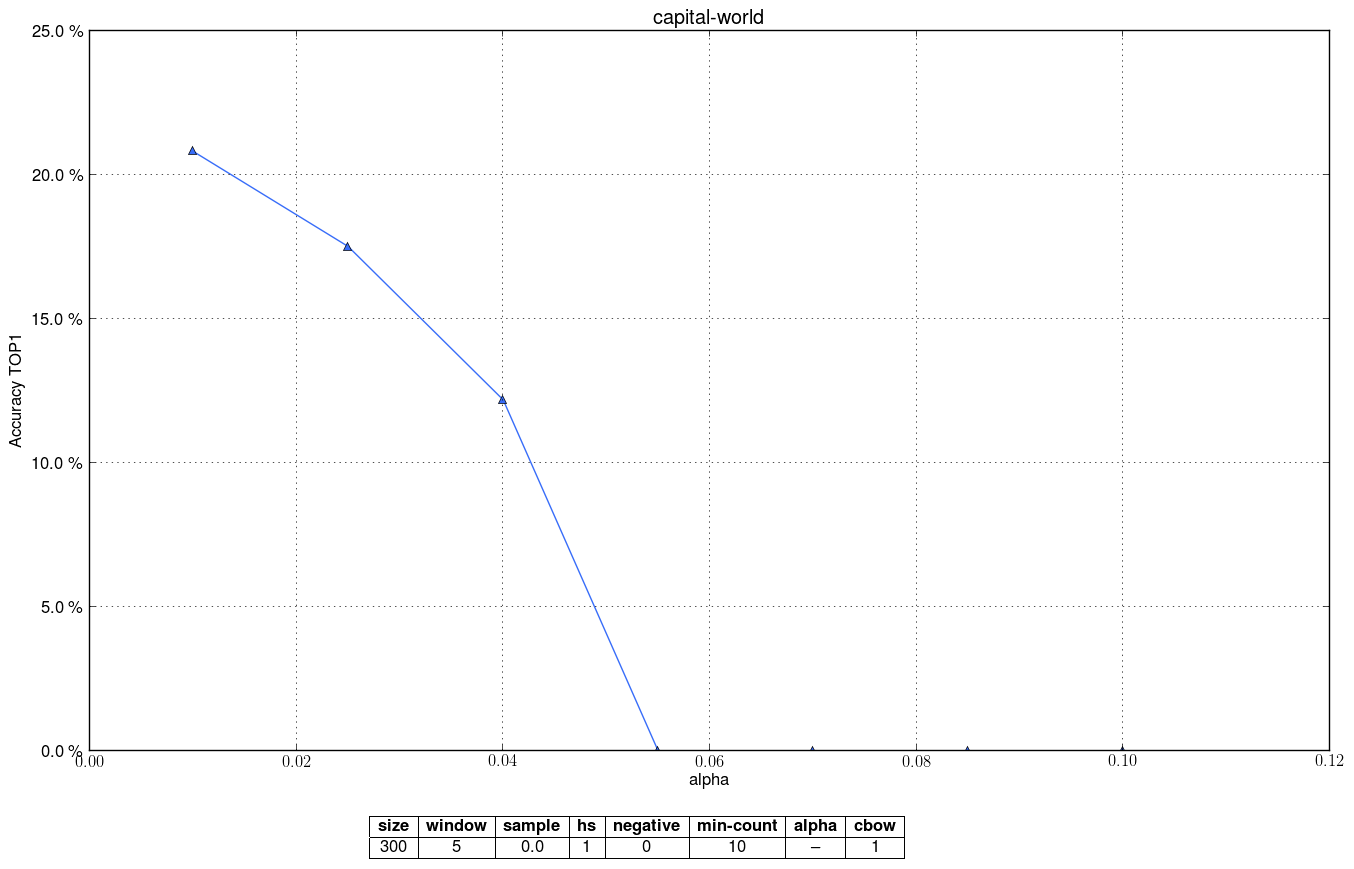 capital-world
25.0 %
20.0 %
15.0 %
10.0 %
5.0 %
0.0 %
Accuracy TOP1
0.00 0.02 0.04 0.06 0.08 0.10 0.12
alpha
size window sample hs negative min-count alpha cbow
300 5 0.0 1 0 10 – 1